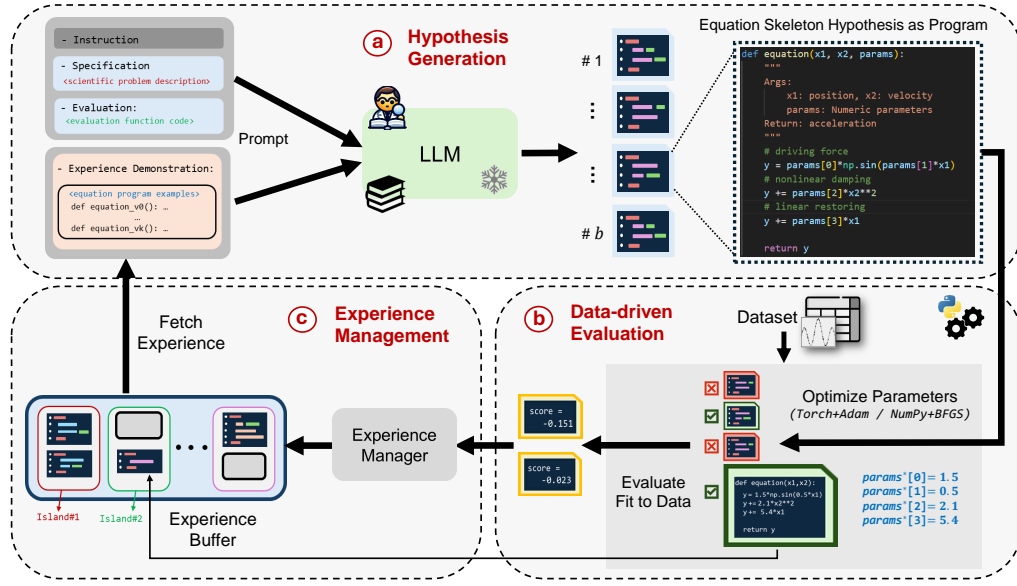 - Instruction
- Specification
<scientific problem description>
- Evaluation:
<evaluation function code>
- Experience Demonstration:
<equation program examples>
def equation_v0(): …
…
def equation_vk(): …
Prompt
a Hypothesis
Generation
LLM
# 1
⋮
⋮
# b
Equation Skeleton Hypothesis as Program
def equation(x1, x2, params):
"""
Args:
x1: position, x2: velocity
params: Numeric parameters
Return: acceleration
"""
# driving force
y = params[0]*np.sin(params[1]*x1)
# nonlinear damping
y += params[2]*x2**2
# linear restoring
y += params[3]*x1
return y
c Experience
Management
Fetch
Experience
Island#1
Island#2
Experience
Buffer
Experience
Manager
b Data-driven
Evaluation
Dataset
Optimize Parameters
(Torch+Adam / NumPy+BFGS)
score =
-0.151
score =
-0.023
Evaluate
Fit to Data
def equation(x1,x2):
y = 1.5*np.sin(0.5*x1)
y += 2.1*x2**2
y += 5.4*x1
return y
params*[0]= 1.5
params*[1]= 0.5
params*[2]= 2.1
params*[3]= 5.4